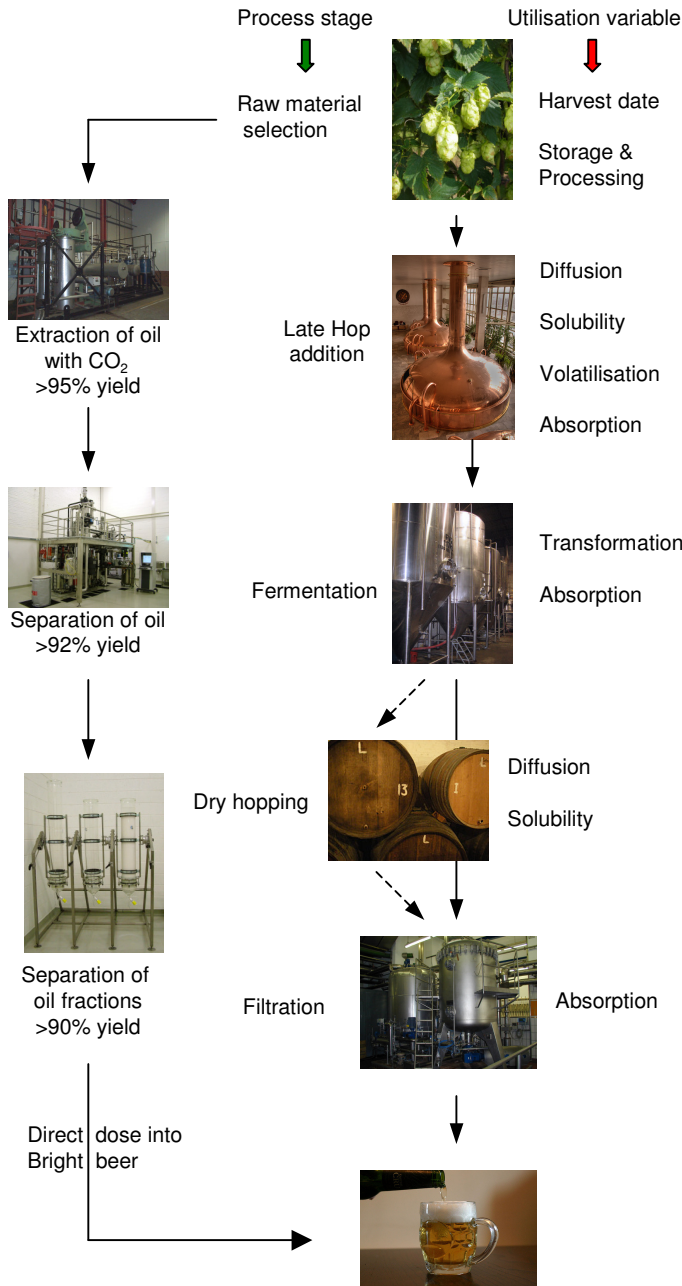 Process stage
Utilisation variable
Raw material
selection
Harvest date
Storage &
Processing
Extraction of oil
with CO2
>95% yield
Late Hop
addition
Diffusion
Solubility
Volatilisation
Absorption
Separation of oil
>92% yield
Fermentation
Transformation
Absorption
Dry hopping
L
13
I
L
L
Diffusion
Solubility
Separation of
oil fractions
>90% yield
Filtration
Absorption
Direct dose into
Bright beer